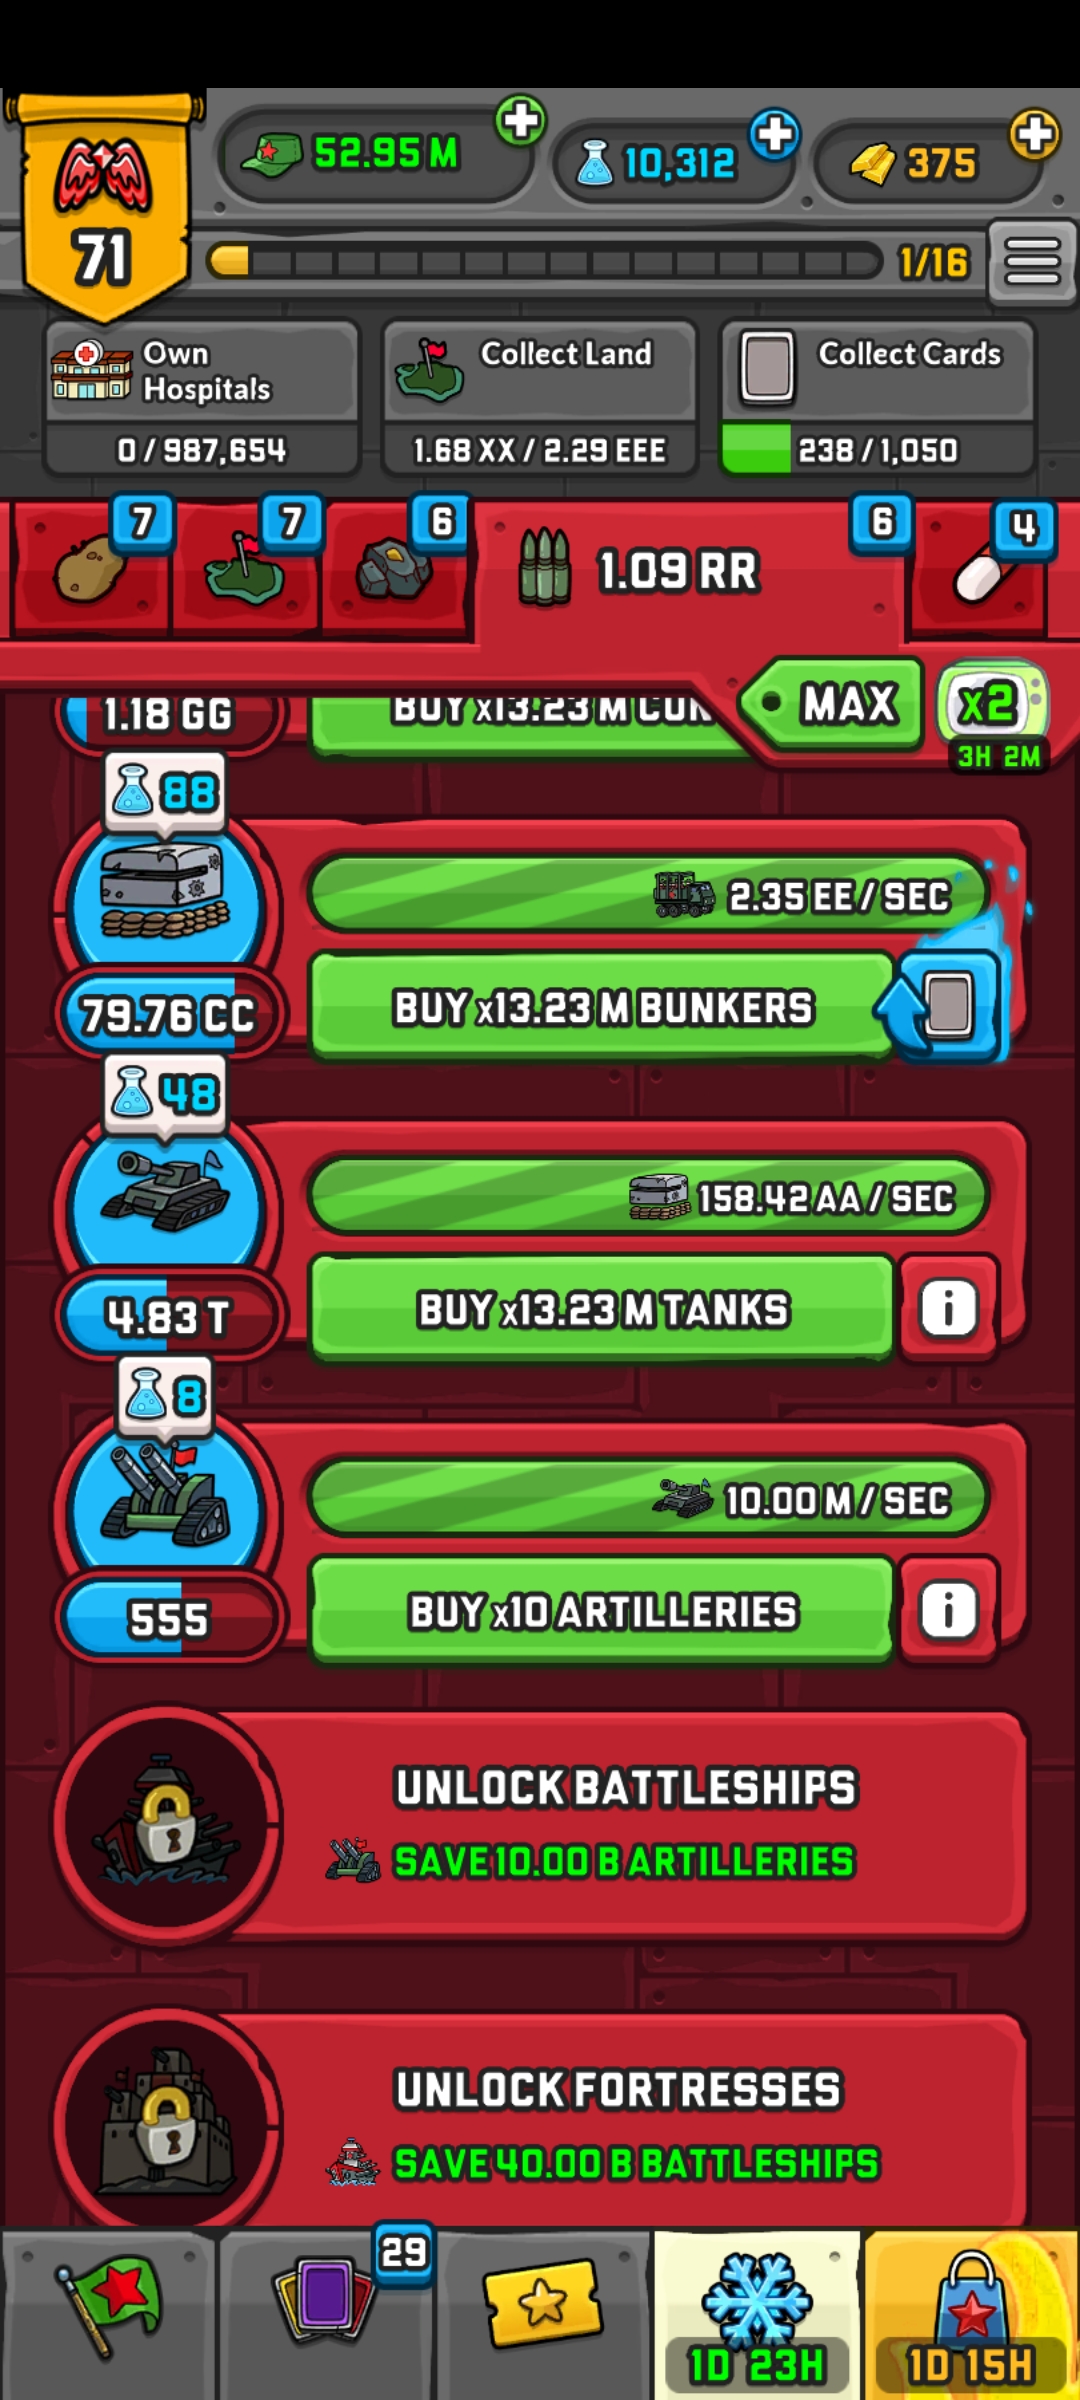 52.95 M
10,312
375
71
1/16
Own
Hospitals
0 / 987,654
Collect Land
1.68 XX / 2.29 EEE
Collect Cards
238 / 1,050
7
7
6
1.09 RR
6
4
1.18 GG
BUY x13.23 M
MAX
x2
3H 2M
88
2.35 EE / SEC
79.76 CC
BUY x13.23 M BUNKERS
48
158.42 AA / SEC
4.83 T
BUY x13.23 M TANKS
8
10.00 M / SEC
555
BUY x10 ARTILLERIES
UNLOCK BATTLESHIPS
SAVE 10.00 B ARTILLERIES
UNLOCK FORTRESSES
SAVE 40.00 B BATTLESHIPS
29
1D 23H
1D 15H